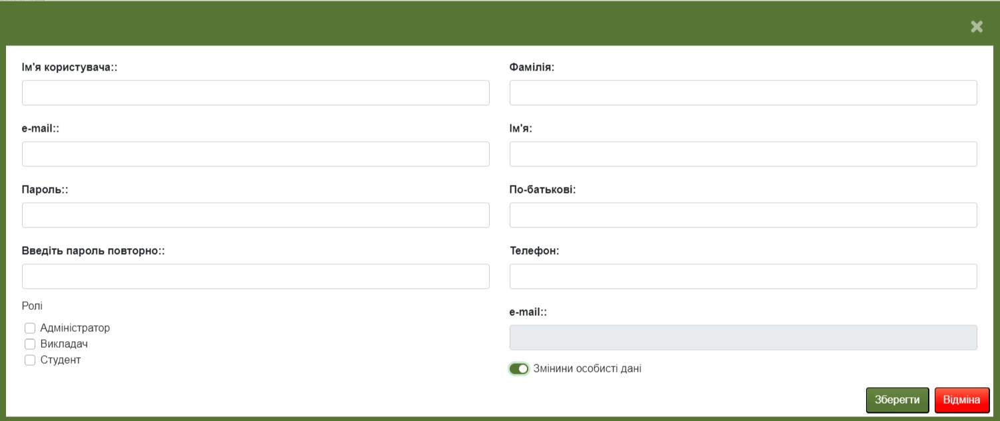 Ім'я користувача::
e-mail::
Пароль::
Введіть пароль повторно::
Ролі
Адміністратор
Викладач
Студент
Фамілія:
Ім'я:
По-батькові:
Телефон:
e-mail::
Змінини особисті дані
Зберегти Відміна